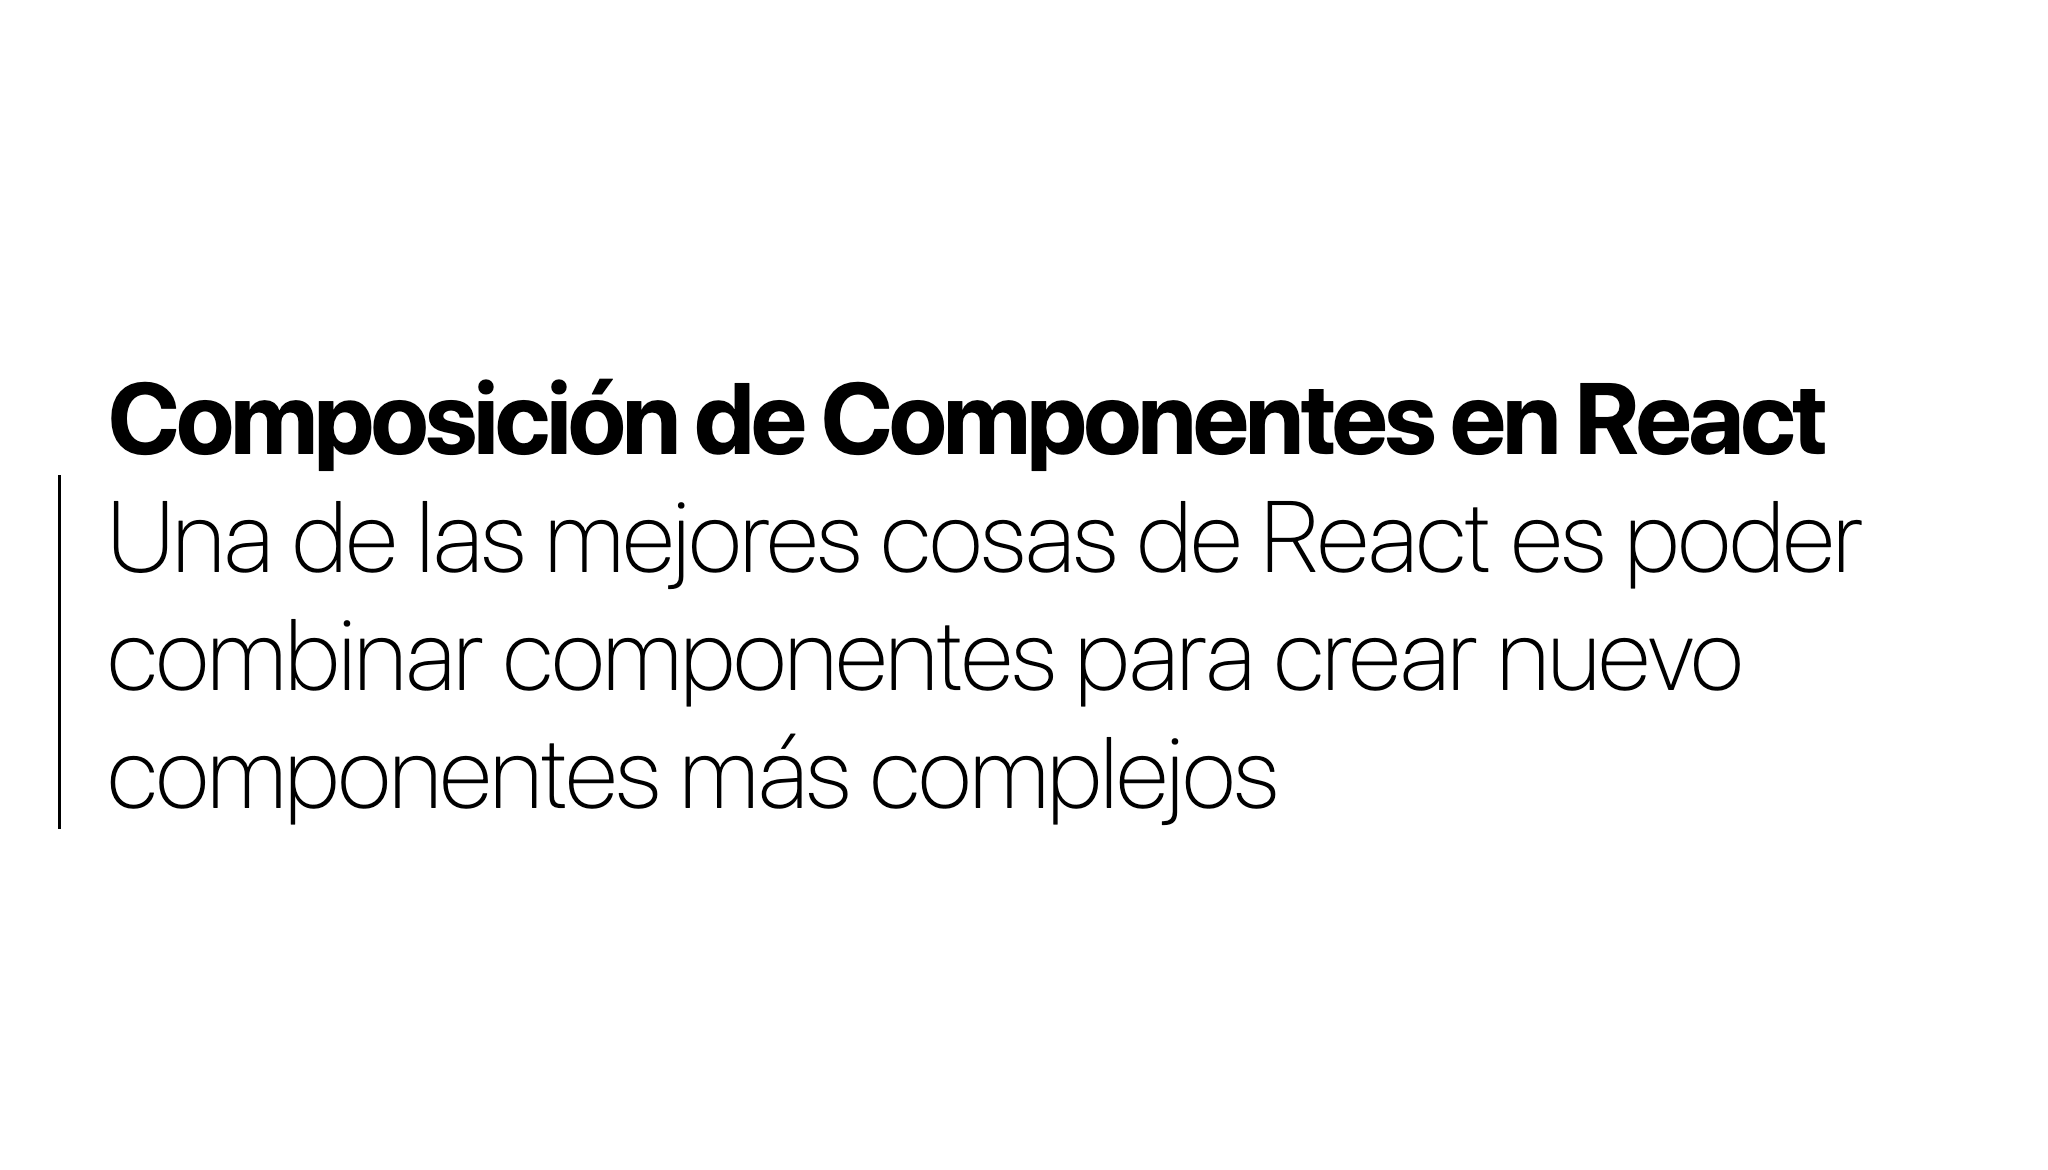 Composición de Componentes en React
Una de las mejores cosas de React es poder
combinar componentes para crear nuevo
componentes más complejos